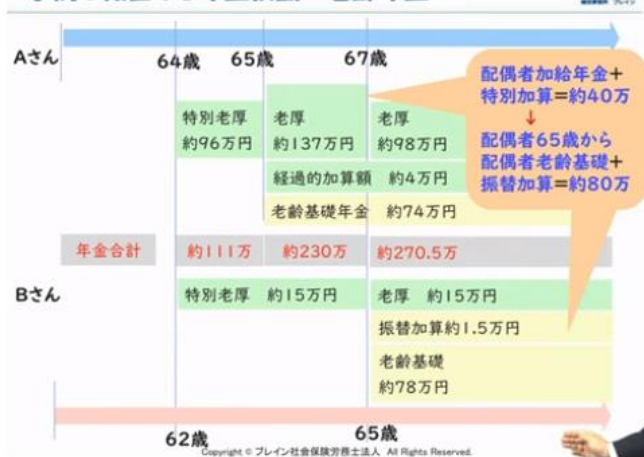 Aさん
64歳 65歳 67歳
配偶者加給年金+
特別加算=約40万
↓
配偶者65歳から
配偶者老齢基礎+
振替加算=約80万
特別老厚
約96万円
老厚
約137万円
老厚
約98万円
経過的加算額 約4万円
老齢基礎年金 約74万円
年金合計 約111万 約230万 約270.5万
Bさん
特別老厚 約15万円
老厚 約15万円
振替加算約1.5万円
老齢基礎
約78万円
62歳 65歳
Copyright © ブレイン社会保険労務士法人 All Rights Reserved.